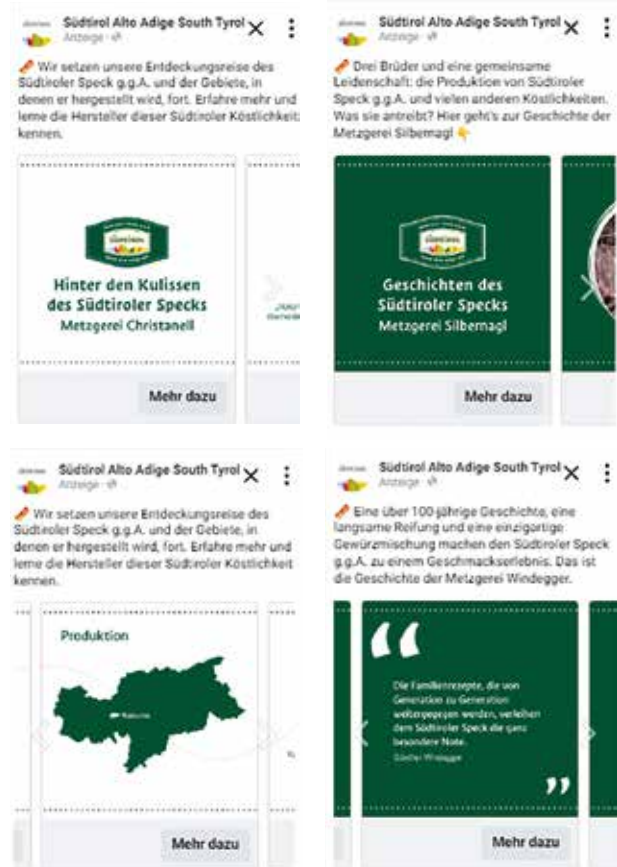 Südtirol Alto Adige South Tyrol
Anzeige
Wir setzen unsere Entdeckungsreise des
Südtiroler Speck g.g.A. und der Gebiete, in
denen er hergestellt wird, fort. Erfahre mehr und
lerne die Hersteller dieser Südtiroler Köstlichkeit
kennen.
SÜDTIROL
Hinter den Kulissen
des Südtiroler Specks
Metzgerei Christanell
Mehr dazu
Südtirol Alto Adige South Tyrol
Anzeige
Drei Brüder und eine gemeinsame
Leidenschaft: die Produktion von Südtiroler
Speck g.g.A. und vielen anderen Köstlichkeiten.
Was sie antreibt? Hier geht's zur Geschichte der
Metzgerei Silbernagl
SÜDTIROL
Geschichten des
Südtiroler Specks
Metzgerei Silbernagl
Mehr dazu
Südtirol Alto Adige South Tyrol
Anzeige
Wir setzen unsere Entdeckungsreise des
Südtiroler Speck g.g.A. und der Gebiete, in
denen er hergestellt wird, fort. Erfahre mehr und
lerne die Hersteller dieser Südtiroler Köstlichkeit
kennen.
Produktion
Naturns
Mehr dazu
Südtirol Alto Adige South Tyrol
Anzeige
Eine über 100-jährige Geschichte, eine
langsame Reifung und eine einzigartige
Gewürzmischung machen den Südtiroler Speck
g.g.A. zu einem Geschmackserlebnis. Das ist
die Geschichte der Metzgerei Windegger.
“
Die Familienrezepte, die von
Generation zu Generation
weitergegegen werden, verleihen
dem Südtiroler Speck die ganz
besondere Note.
Günther Windegger
”
Mehr dazu